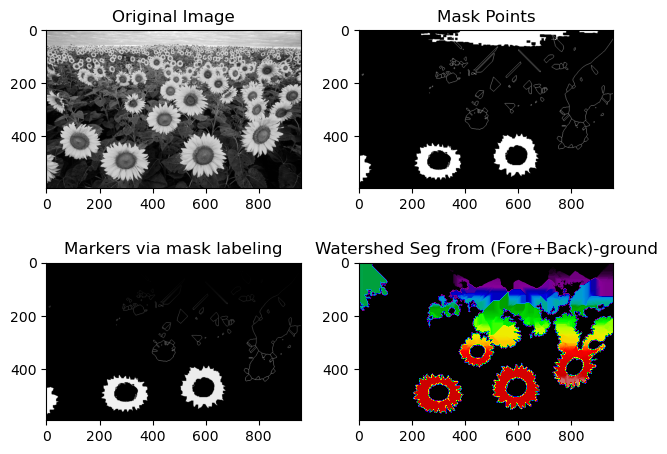 Original Image
Mask Points
0
200
400
0 200 400 600 800
0
200
400
0 200 400 600 800
Markers via mask labeling
Watershed Seg from (Fore+Back)-ground
0
200
400
0 200 400 600 800
0
200
400
0 200 400 600 800